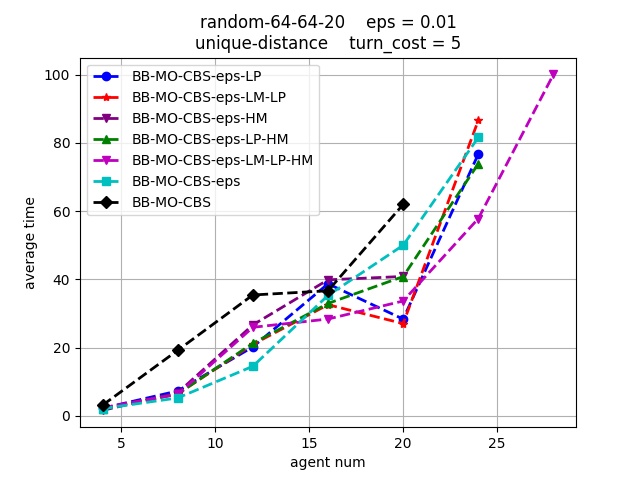 random-64-64-20    eps = 0.01
unique-distance    turn_cost = 5
BB-MO-CBS-eps-LP
BB-MO-CBS-eps-LM-LP
BB-MO-CBS-eps-HM
BB-MO-CBS-eps-LP-HM
BB-MO-CBS-eps-LM-LP-HM
BB-MO-CBS-eps
BB-MO-CBS
average time
100
80
60
40
20
0
5 10 15 20 25
agent num